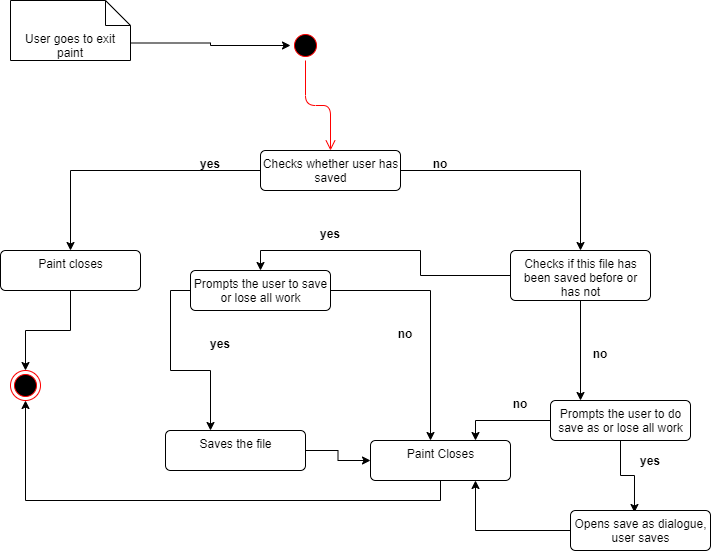 User goes to exit
paint
Checks whether user has
saved
yes
no
Paint closes
yes
Checks if this file has
been saved before or
has not
Prompts the user to save
or lose all work
yes
no
no
no
Prompts the user to do
save as or lose all work
Saves the file
Paint Closes
yes
Opens save as dialogue,
user saves